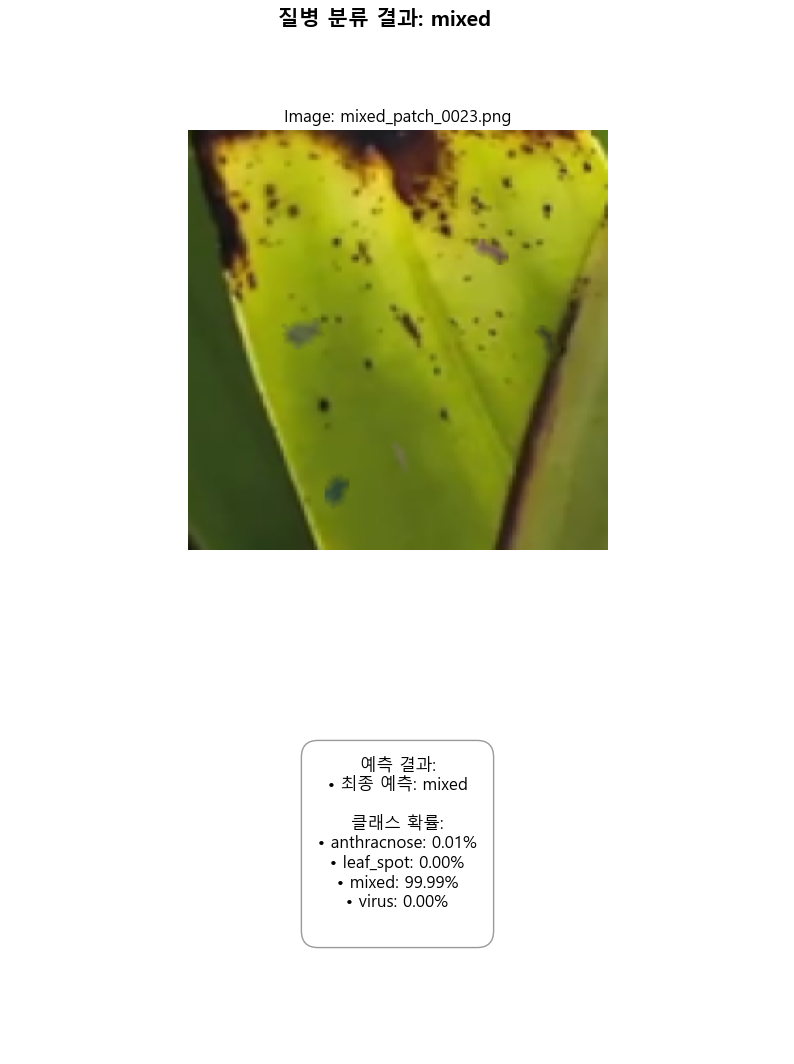 질병 분류 결과: mixed
Image: mixed_patch_0023.png
예측 결과:
• 최종 예측: mixed
클래스 확률:
• anthracnose: 0.01%
• leaf_spot: 0.00%
• mixed: 99.99%
• virus: 0.00%